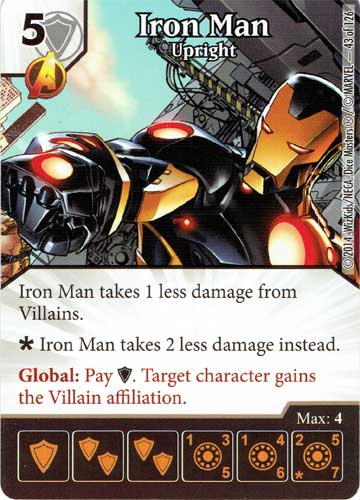 5
Iron Man
Upright
©2014, WizKids/NECA. Dice Masters ©/© MARVEL — 43 of 124
Iron Man takes 1 less damage from
Villains.
* Iron Man takes 2 less damage instead.
Global: Pay. Target character gains
the Villain affiliation.
Max: 4
1 3 5
1 4 6
2 5 * 7